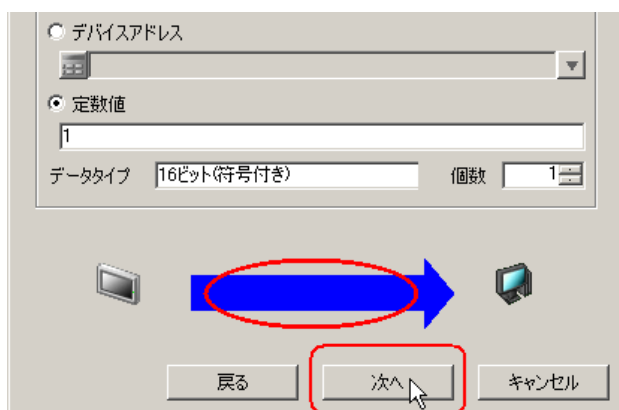 デバイスアドレス
定数値
1
データタイプ 16ビット(符号付き) 個数 1
戻る 次へ キャンセル